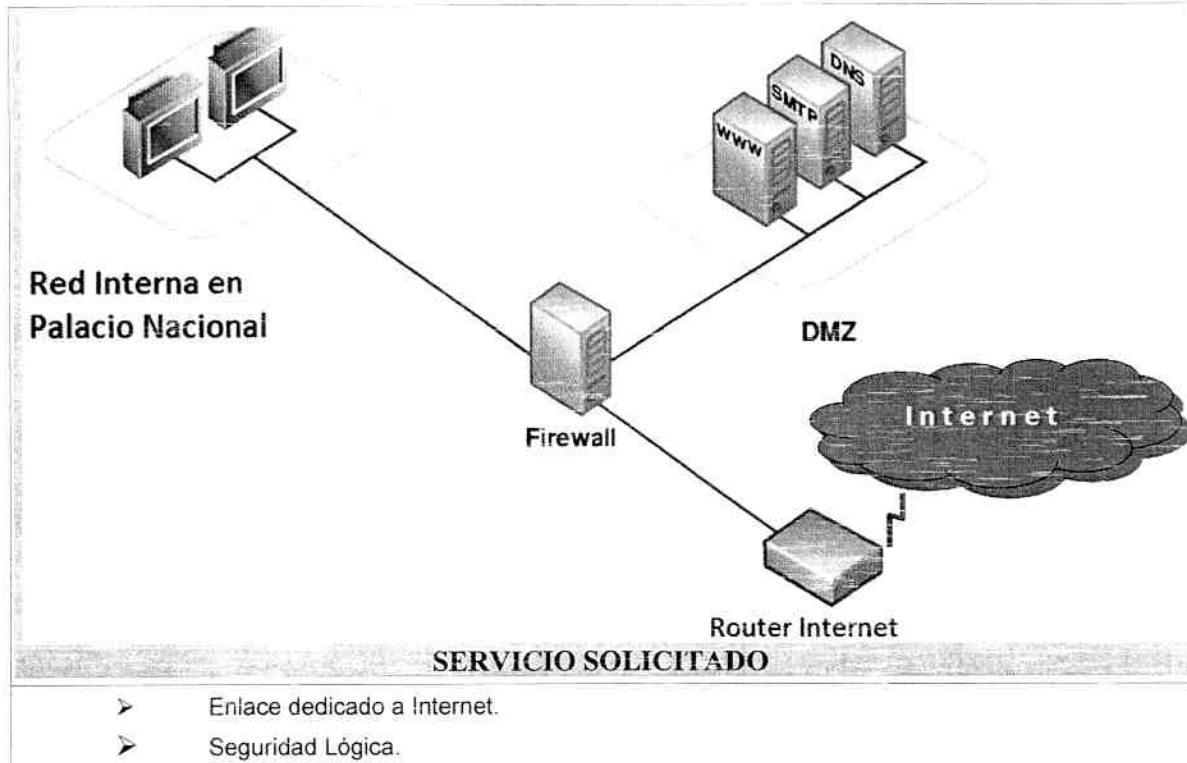 DNS
SMTP
WWW
Red Interna en
Palacio Nacional
DMZ
Internet
Firewall
Router Internet
SERVICIO SOLICITADO
➢ Enlace dedicado a Internet.
➢ Seguridad Lógica.